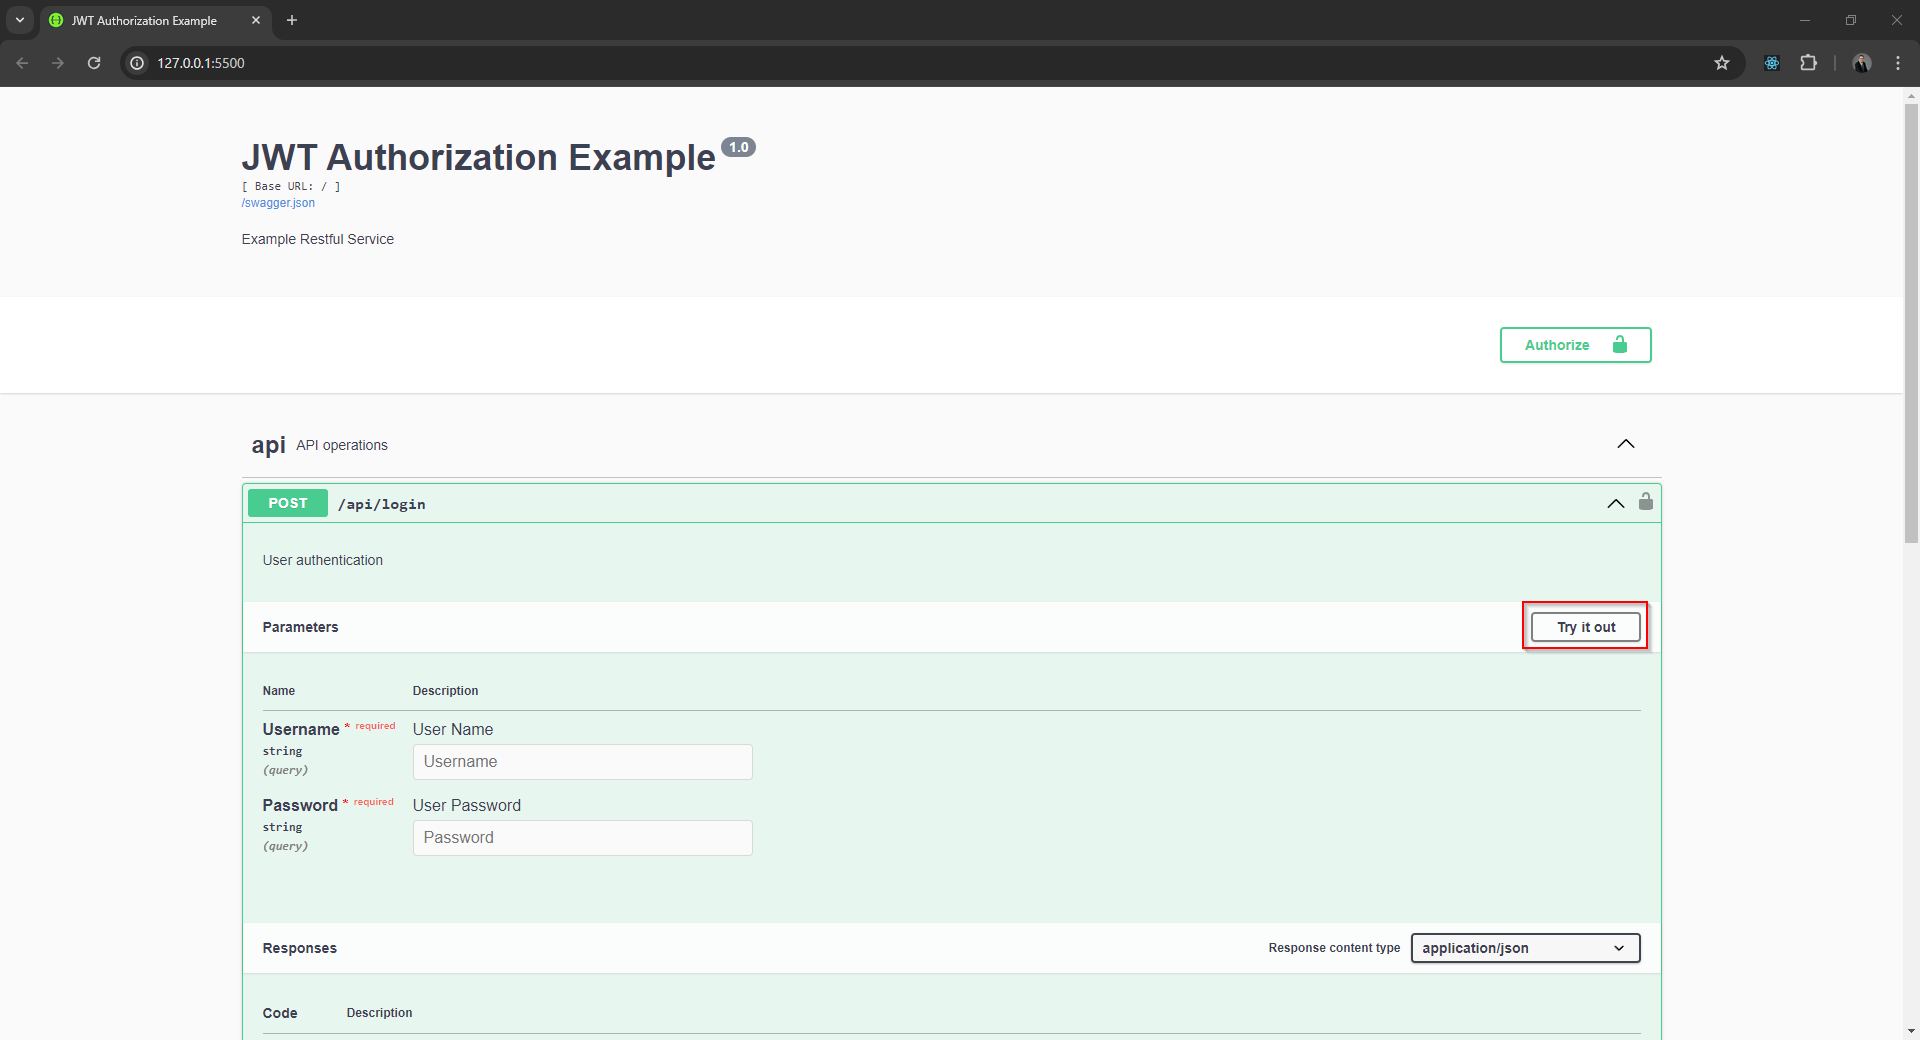 JWT Authorization Example
127.0.0.1:5500
JWT Authorization Example 1.0
[ Base URL: / ]
/swagger.json
Example Restful Service
Authorize
api API operations
POST /api/login
User authentication
Parameters Try it out
Name Description
Username * required User Name
string
(query)
Username
Password * required User Password
string
(query)
Password
Responses Response content type application/json
Code Description